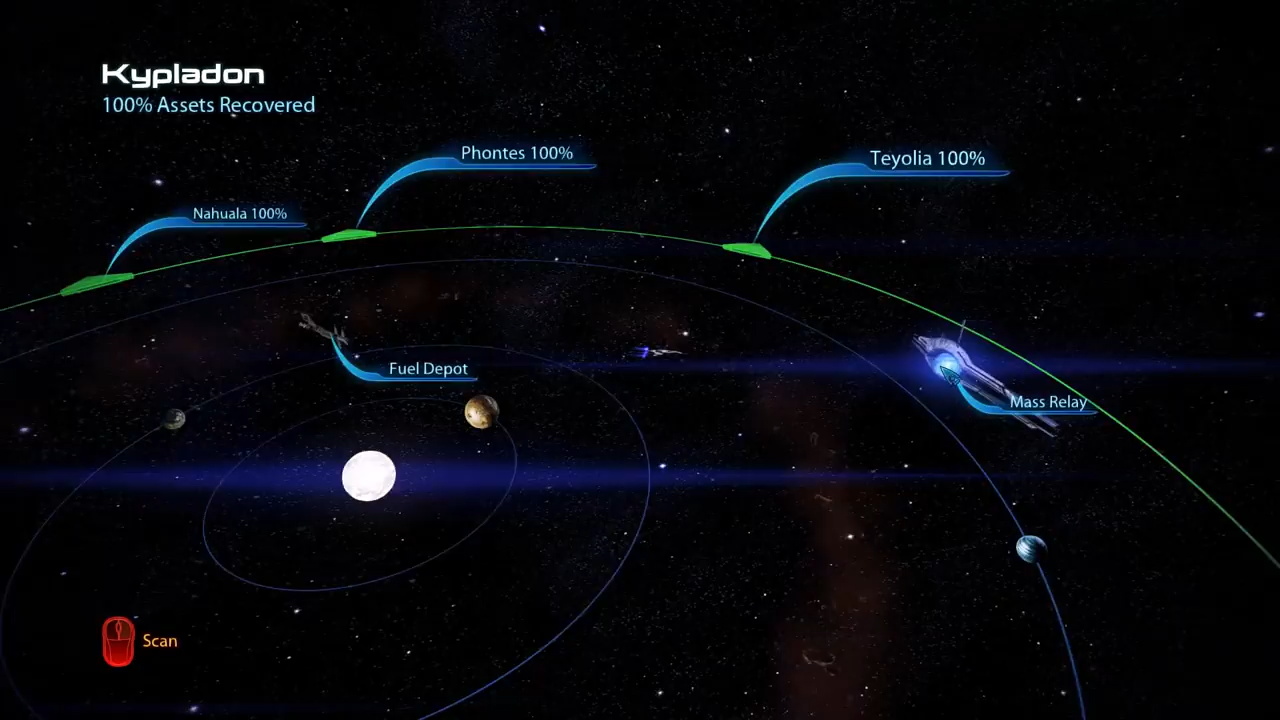 Kypladon
100% Assets Recovered
Phontes 100%
Teyolia 100%
Nahuala 100%
Fuel Depot
Mass Relay
Scan